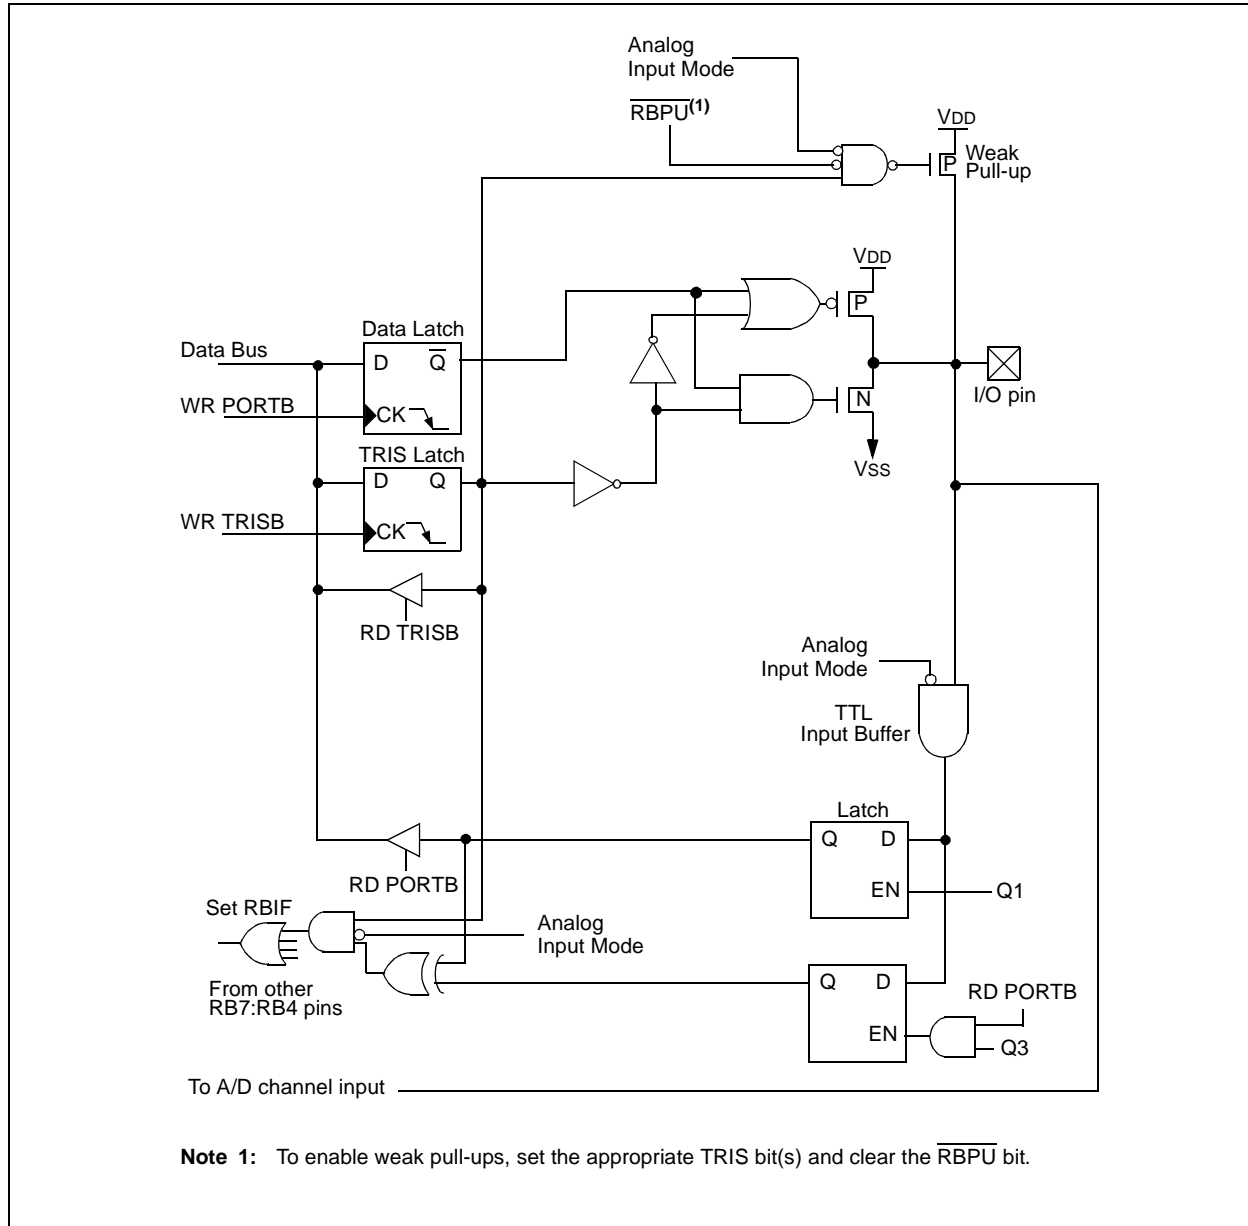 Analog
Input Mode
RBPU(1)
VDD
P
Weak
Pull-up
VDD
P
Data Latch
Data Bus
D
Q
WR PORTB
CK
N
I/O pin
VSS
TRIS Latch
D
Q
WR TRISB
CK
RD TRISB
Analog
Input Mode
TTL
Input Buffer
Latch
Q
D
EN
Q1
RD PORTB
Set RBIF
Analog
Input Mode
From other
RB7:RB4 pins
Q
D
EN
RD PORTB
Q3
To A/D channel input
Note 1: To enable weak pull-ups, set the appropriate TRIS bit(s) and clear the RBPU bit.